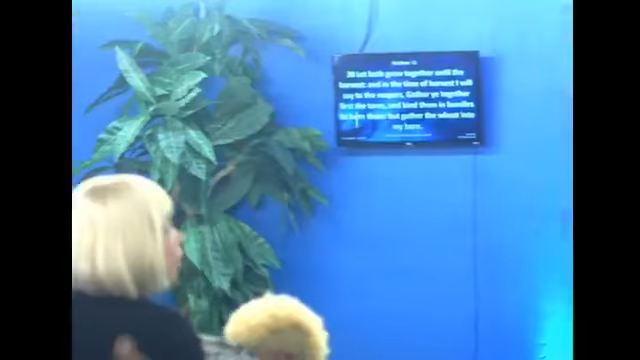 Matthew 13
30 Let both grow together until the
harvest: and in the time of harvest I will
say to the reapers, Gather ye together
first the tares, and bind them in bundles
to burn them: but gather the wheat into
my barn.